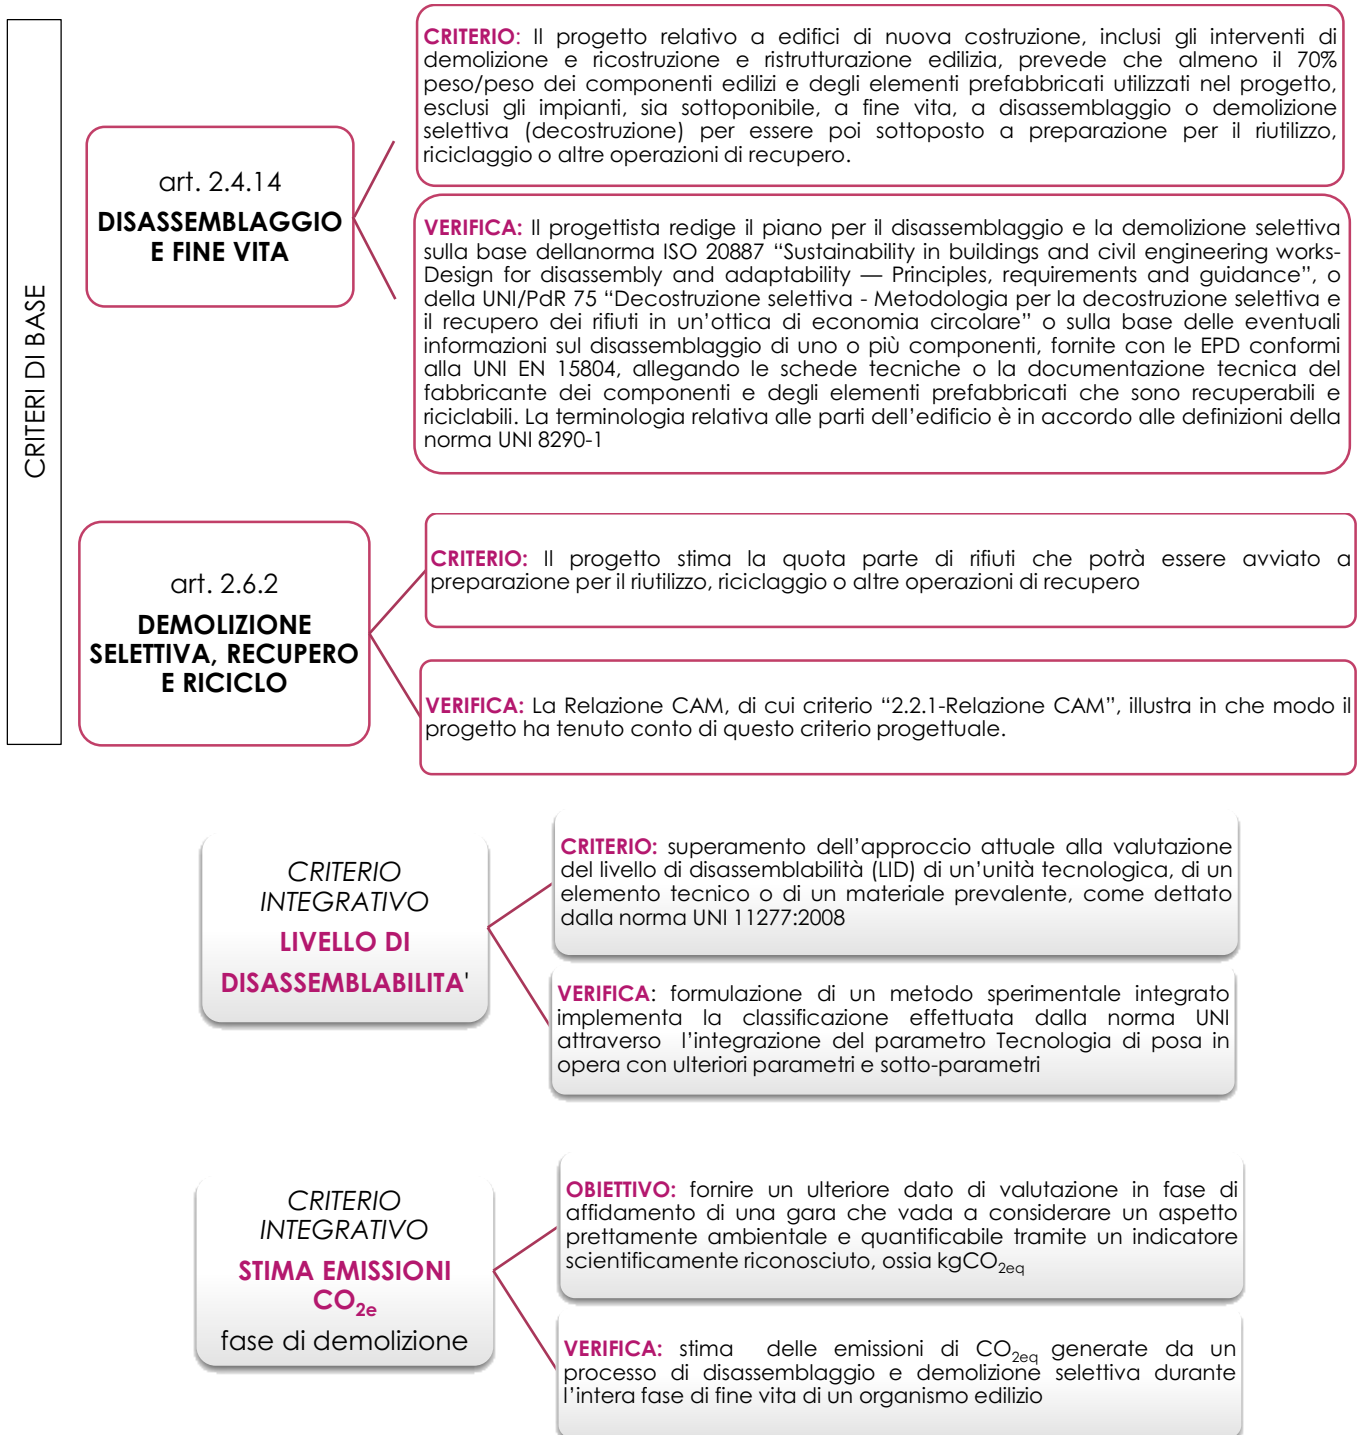 CRITERI DI BASE
art. 2.4.14
DISASSEMBLAGGIO
E FINE VITA
CRITERIO: Il progetto relativo a edifici di nuova costruzione, inclusi gli interventi di
demolizione e ricostruzione e ristrutturazione edilizia, prevede che almeno il 70%
peso/peso dei componenti edilizi e degli elementi prefabbricati utilizzati nel progetto,
esclusi gli impianti, sia sottoponibile, a fine vita, a disassemblaggio o demolizione
selettiva (decostruzione) per essere poi sottoposto a preparazione per il riutilizzo,
riciclaggio o altre operazioni di recupero.
VERIFICA: Il progettista redige il piano per il disassemblaggio e la demolizione selettiva
sulla base dellanorma ISO 20887 “Sustainability in buildings and civil engineering works-
Design for disassembly and adaptability — Principles, requirements and guidance”, o
della UNI/PdR 75 “Decostruzione selettiva - Metodologia per la decostruzione selettiva e
il recupero dei rifiuti in un’ottica di economia circolare” o sulla base delle eventuali
informazioni sul disassemblaggio di uno o più componenti, fornite con le EPD conformi
alla UNI EN 15804, allegando le schede tecniche o la documentazione tecnica del
fabbricante dei componenti e degli elementi prefabbricati che sono recuperabili e
riciclabili. La terminologia relativa alle parti dell’edificio è in accordo alle definizioni della
norma UNI 8290-1
art. 2.6.2
DEMOLIZIONE
SELETTIVA, RECUPERO
E RICICLO
CRITERIO: Il progetto stima la quota parte di rifiuti che potrà essere avviato a
preparazione per il riutilizzo, riciclaggio o altre operazioni di recupero
VERIFICA: La Relazione CAM, di cui criterio “2.2.1-Relazione CAM”, illustra in che modo il
progetto ha tenuto conto di questo criterio progettuale.
CRITERIO
INTEGRATIVO
LIVELLO DI
DISASSEMBLABILITA'
CRITERIO: superamento dell’approccio attuale alla valutazione
del livello di disassemblabilità (LID) di un’unità tecnologica, di un
elemento tecnico o di un materiale prevalente, come dettato
dalla norma UNI 11277:2008
VERIFICA: formulazione di un metodo sperimentale integrato
implementa la classificazione effettuata dalla norma UNI
attraverso l’integrazione del parametro Tecnologia di posa in
opera con ulteriori parametri e sotto-parametri
CRITERIO
INTEGRATIVO
STIMA EMISSIONI
CO2e
fase di demolizione
OBIETTIVO: fornire un ulteriore dato di valutazione in fase di
affidamento di una gara che vada a considerare un aspetto
prettamente ambientale e quantificabile tramite un indicatore
scientificamente riconosciuto, ossia kgCO2eq
VERIFICA: stima delle emissioni di CO2eq generate da un
processo di disassemblaggio e demolizione selettiva durante
l’intera fase di fine vita di un organismo edilizio